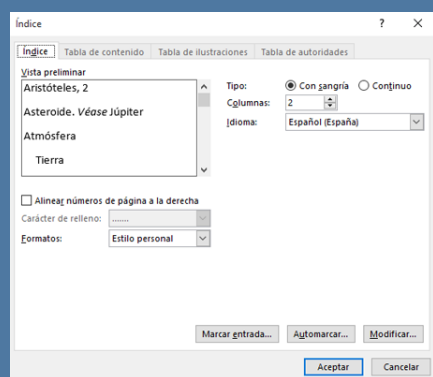 Índice ? ×
Índice Tabla de contenido Tabla de ilustraciones Tabla de autoridades
Vista preliminar
Aristóteles, 2
Asteroide. Véase Júpiter
Atmósfera
Tierra
Tipo: Con sangría Continuo
Columnas: 2
Idioma: Español (España)
Alinear números de página a la derecha
Carácter de relleno: .......
Formatos: Estilo personal
Marcar entrada... Automarcar... Modificar...
Aceptar Cancelar